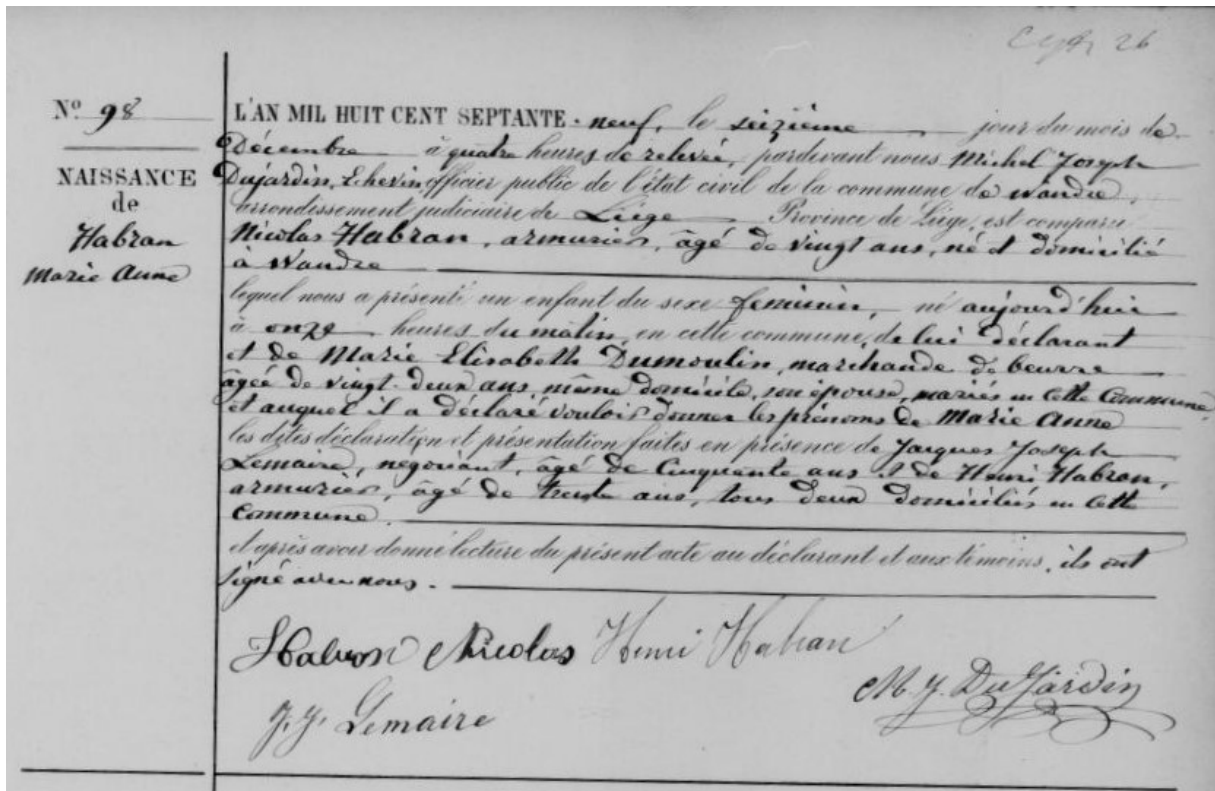 26
Nº 98
NAISSANCE
de
Habran
Marie Anne
L'AN MIL HUIT CENT SEPTANTE-neuf, le seizième jour du mois de
Décembre à quatre heures de relevée, pardevant nous Michel Joseph
Dujardin, Echevin, officier public de l'état civil de la commune de Wandre,
arrondissement judiciaire de Liège Province de Liège, est comparu
Nicolas Habran, armurier, âgé de vingt ans, né et domicilié
à Wandre
lequel nous a présenté un enfant du sexe feminin, né aujourd'hui
à onze heures du matin, en cette commune, de lui déclarant
et de Marie Elisabeth Dumoulin, marchande de beurre
âgée de vingt-deux ans, même domicile, son épouse, mariés en cette Commune,
et auquel il a déclaré vouloir donner les prénoms de Marie Anne
les dites déclaration et présentation faites en présence de Jacques Joseph
Lemaire, negociant, âgé de Cinquante ans et de Henri Habran,
armurier, âgé de trente ans, tous deux domiciliés en cette
Commune.
et après avoir donné lecture du présent acte au déclarant et aux témoins, ils ont
signé avec nous.
Habran Nicolas Henri Habran
M. J. DuJardin
J. J. Lemaire